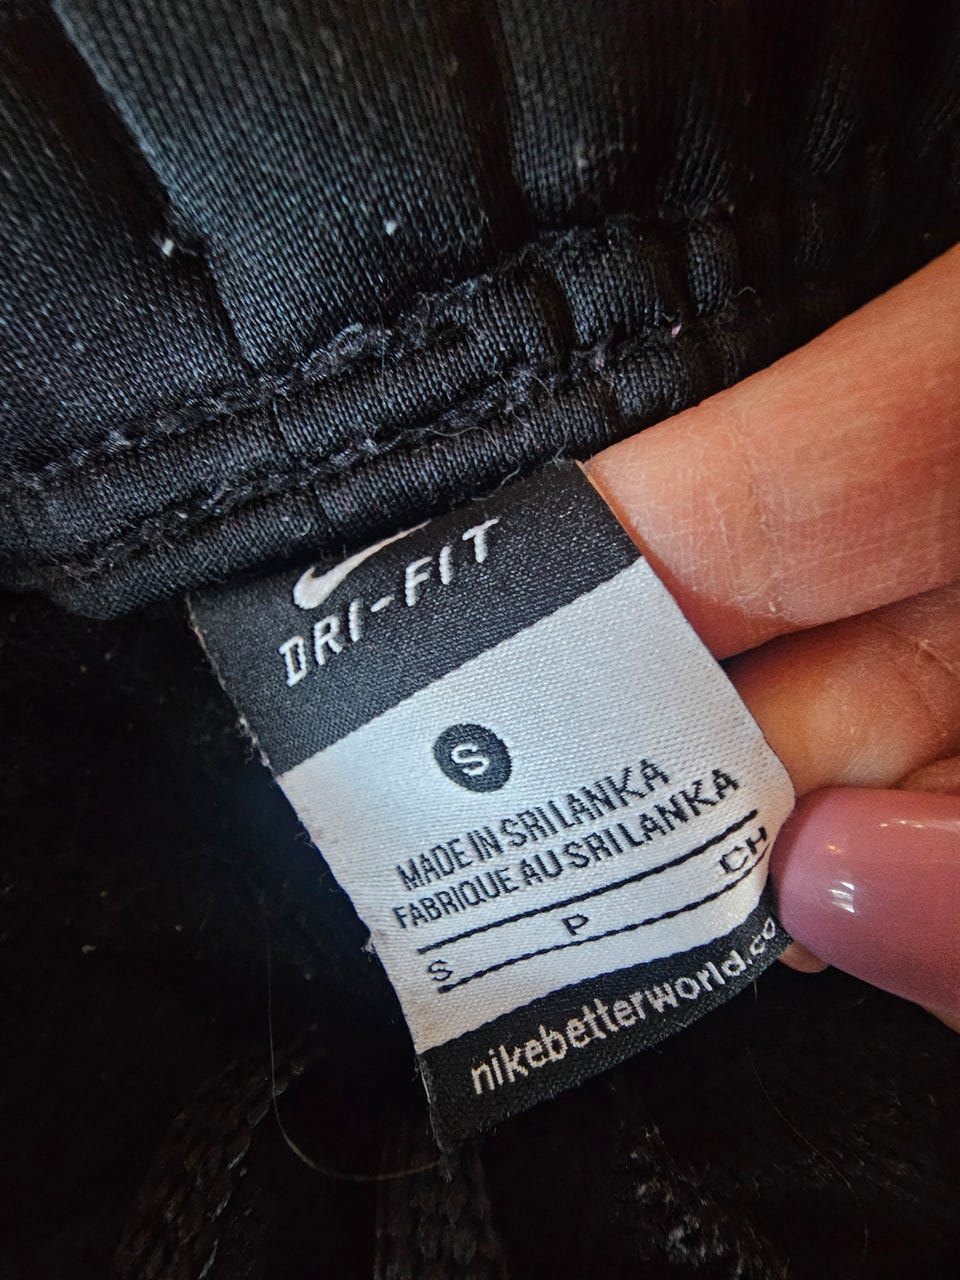 DRI-FIT
S
MADE IN SRI LANKA
FABRIQUE AU SRI LANKA
S P CH
nikebetterworld.co